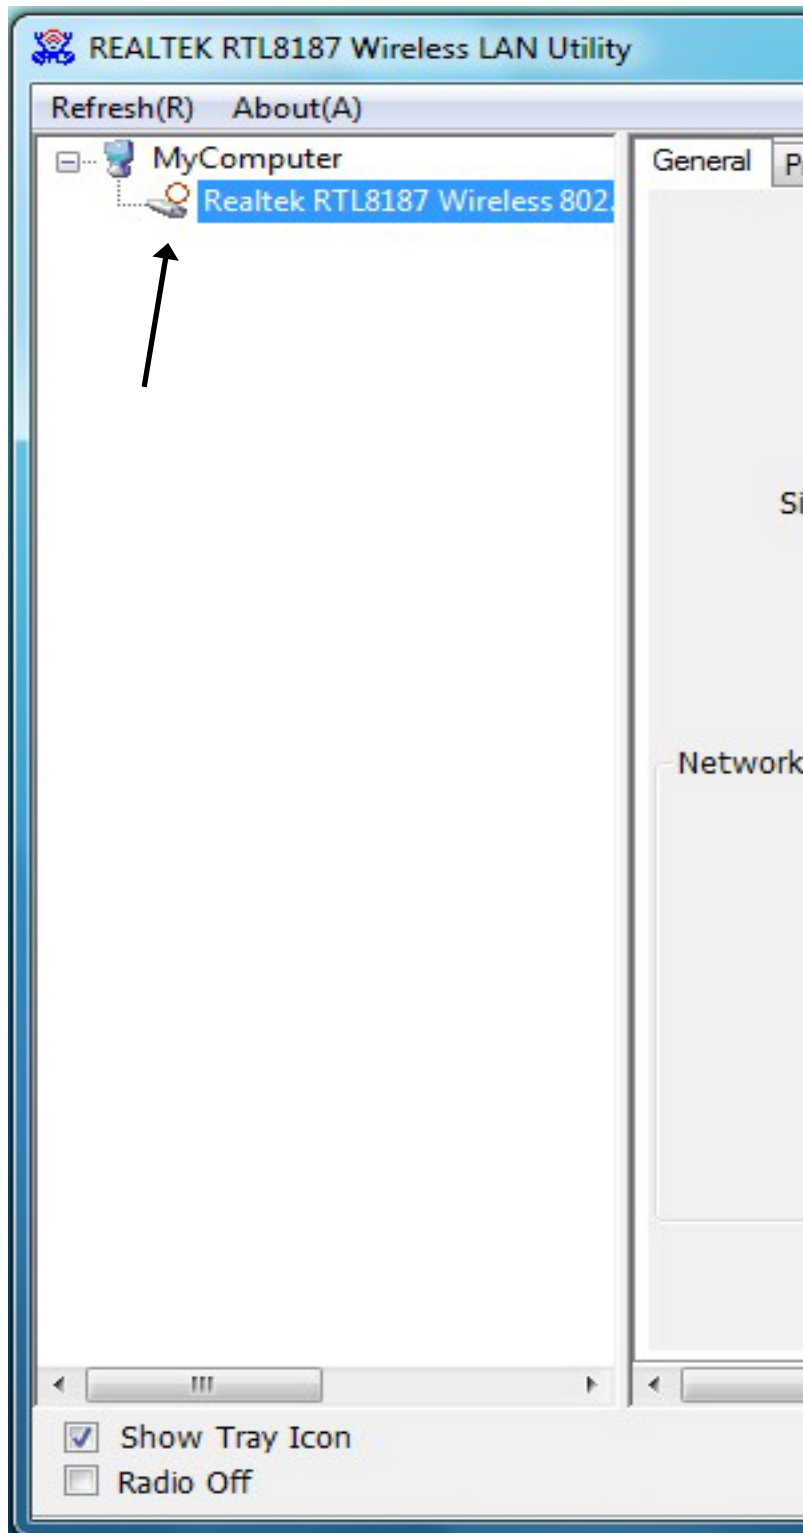 REALTEK RTL8187 Wireless LAN Utility
Refresh(R) About(A)
MyComputer
Realtek RTL8187 Wireless 802.
General
Network
Show Tray Icon
Radio Off